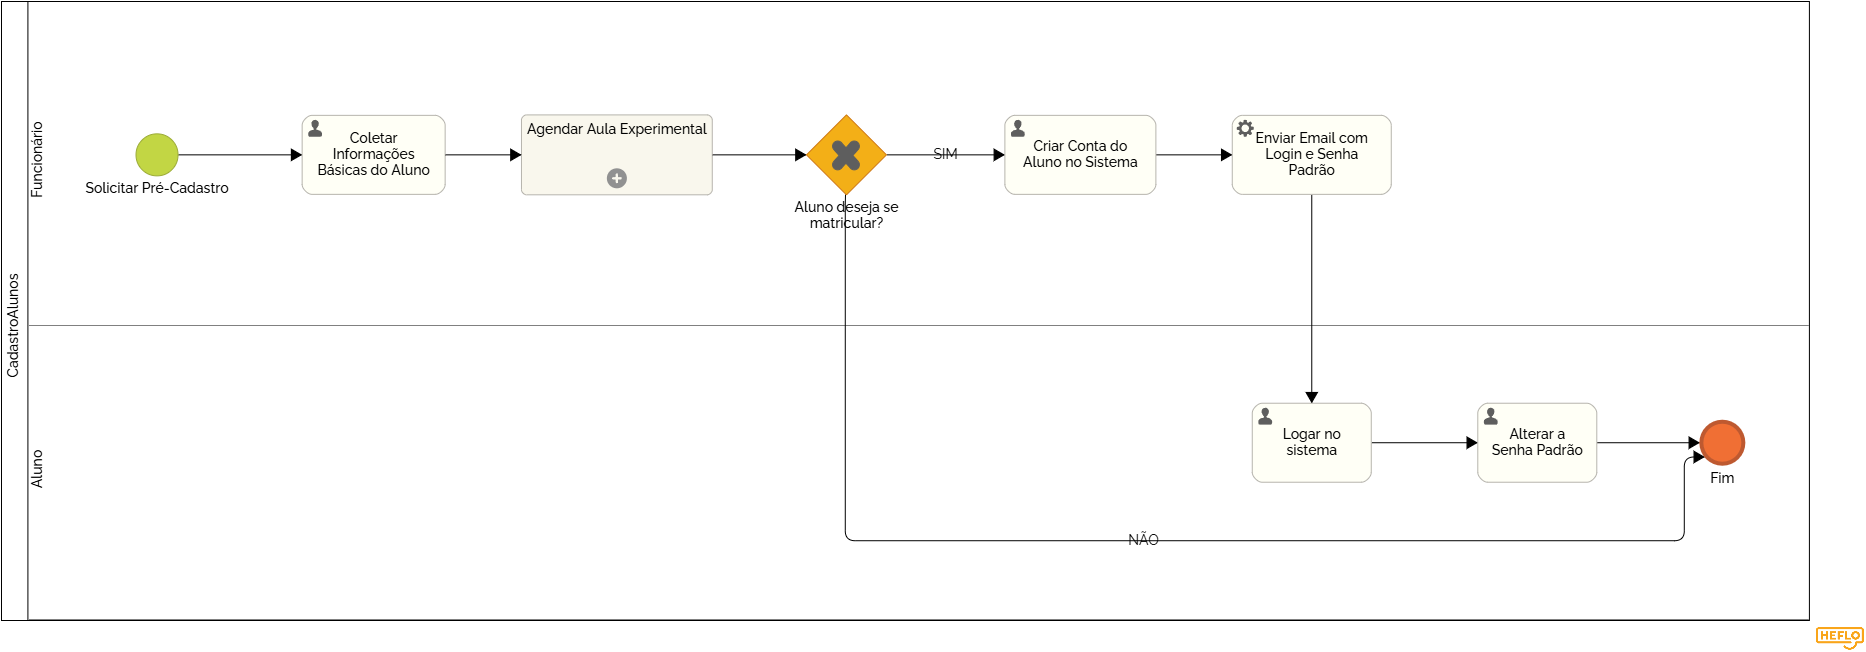 CadastroAlunos
Funcionário
Solicitar Pré-Cadastro
Coletar
Informações
Básicas do Aluno
Agendar Aula Experimental
Aluno deseja se
matricular?
SIM
Criar Conta do
Aluno no Sistema
Enviar Email com
Login e Senha
Padrão
Aluno
Logar no
sistema
Alterar a
Senha Padrão
Fim
NÃO
HEFLO